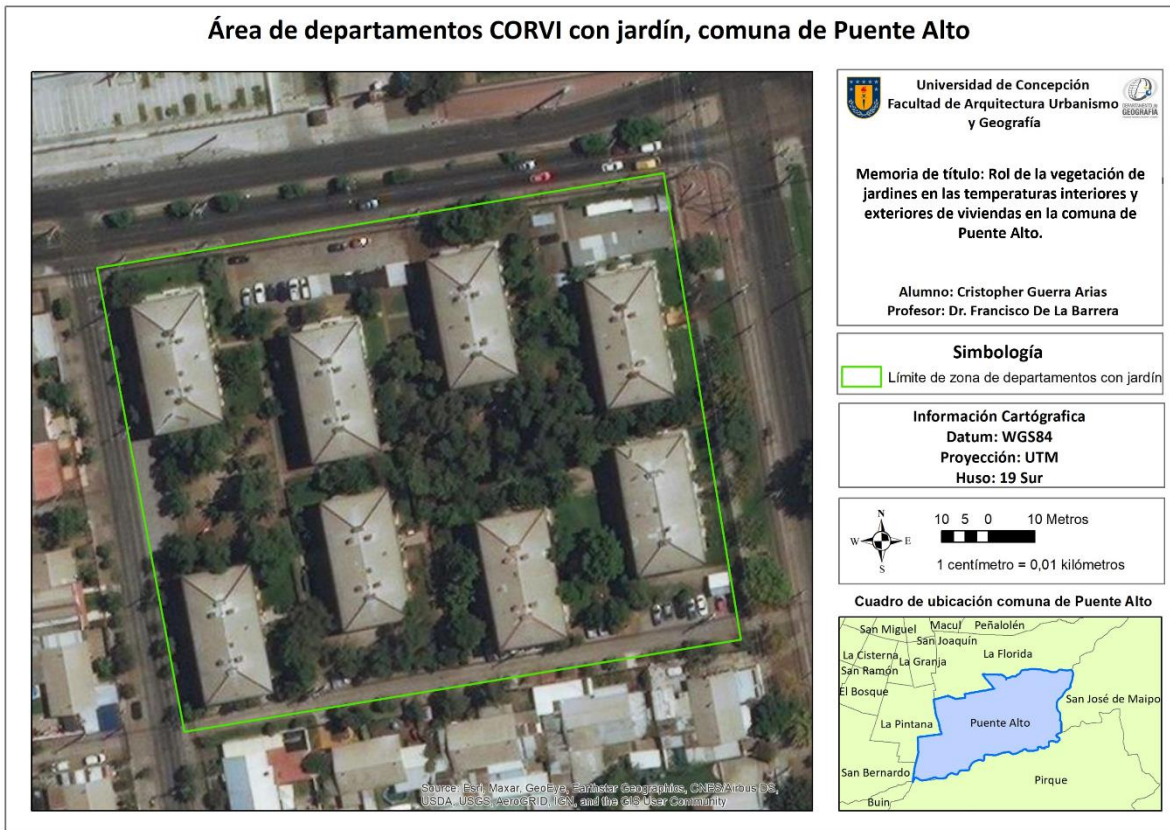 Área de departamentos CORVI con jardín, comuna de Puente Alto
Universidad de Concepción
Facultad de Arquitectura Urbanismo
y Geografía
DEPARTAMENTO de
GEOGRAFÍA
Memoria de título: Rol de la vegetación de
jardines en las temperaturas interiores y
exteriores de viviendas en la comuna de
Puente Alto.
Alumno: Cristopher Guerra Arias
Profesor: Dr. Francisco De La Barrera
Simbología
Límite de zona de departamentos con jardín
Información Cartógrafica
Datum: WGS84
Proyección: UTM
Huso: 19 Sur
N
W E
S
10 5 0 10 Metros
1 centímetro = 0,01 kilómetros
Cuadro de ubicación comuna de Puente Alto
San Miguel
Macul
Peñalolén
San Joaquín
La Cisterna
La Granja
La Florida
San Ramón
El Bosque
San José de Maipo
La Pintana
Puente Alto
San Bernardo
Pirque
Buin
Source: Esri, Maxar, GeoEye, Earthstar Geographics, CNES/Airbus DS,
USDA, USGS, AeroGRID, IGN, and the GIS User Community